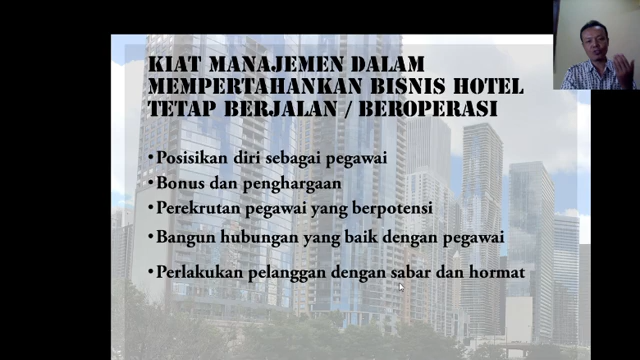 KIAT MANAJEMEN DALAM
MEMPERTAHANKAN BISNIS HOTEL
TETAP BERJALAN / BEROPERASI
• Posisikan diri sebagai pegawai
• Bonus dan penghargaan
• Perekrutan pegawai yang berpotensi
• Bangun hubungan yang baik dengan pegawai
• Perlakukan pelanggan dengan sabar dan hormat